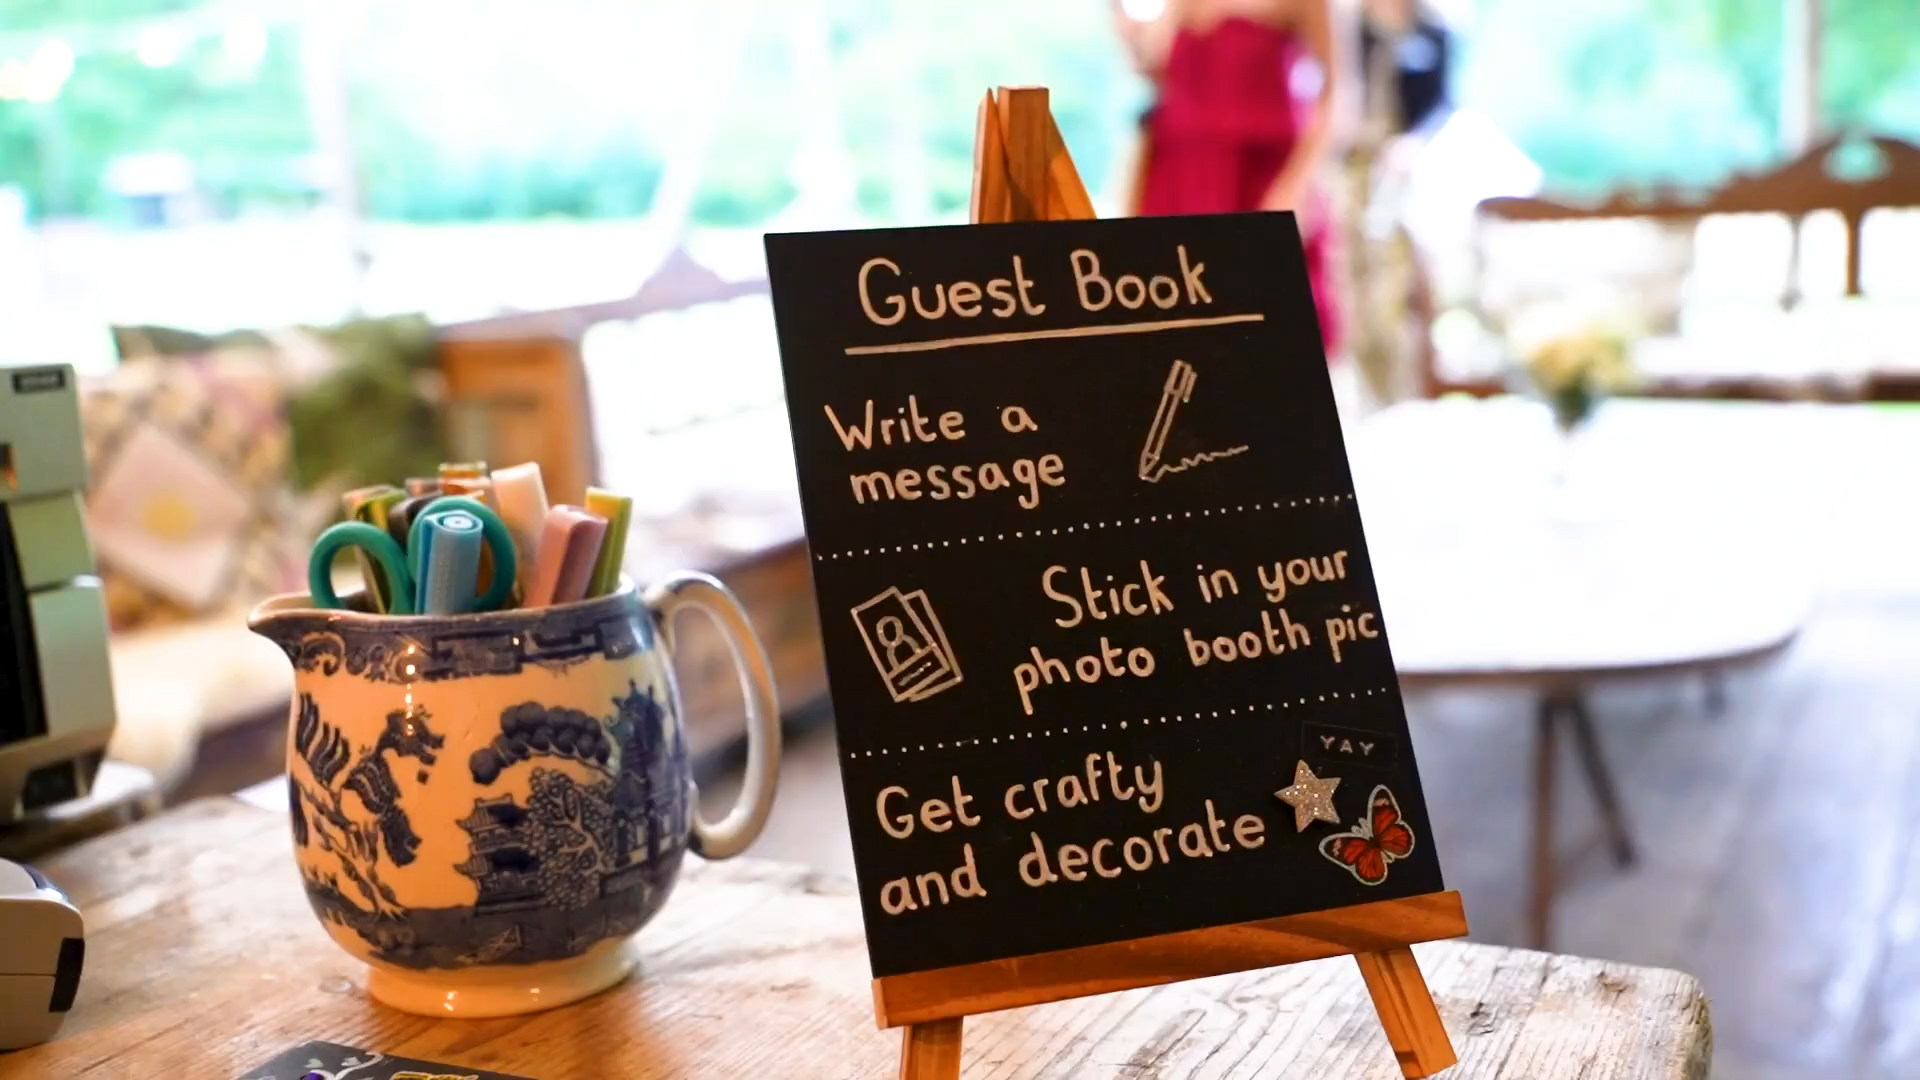 Guest Book
Write a
message
Stick in your
photo booth pic
YAY
Get crafty
and decorate